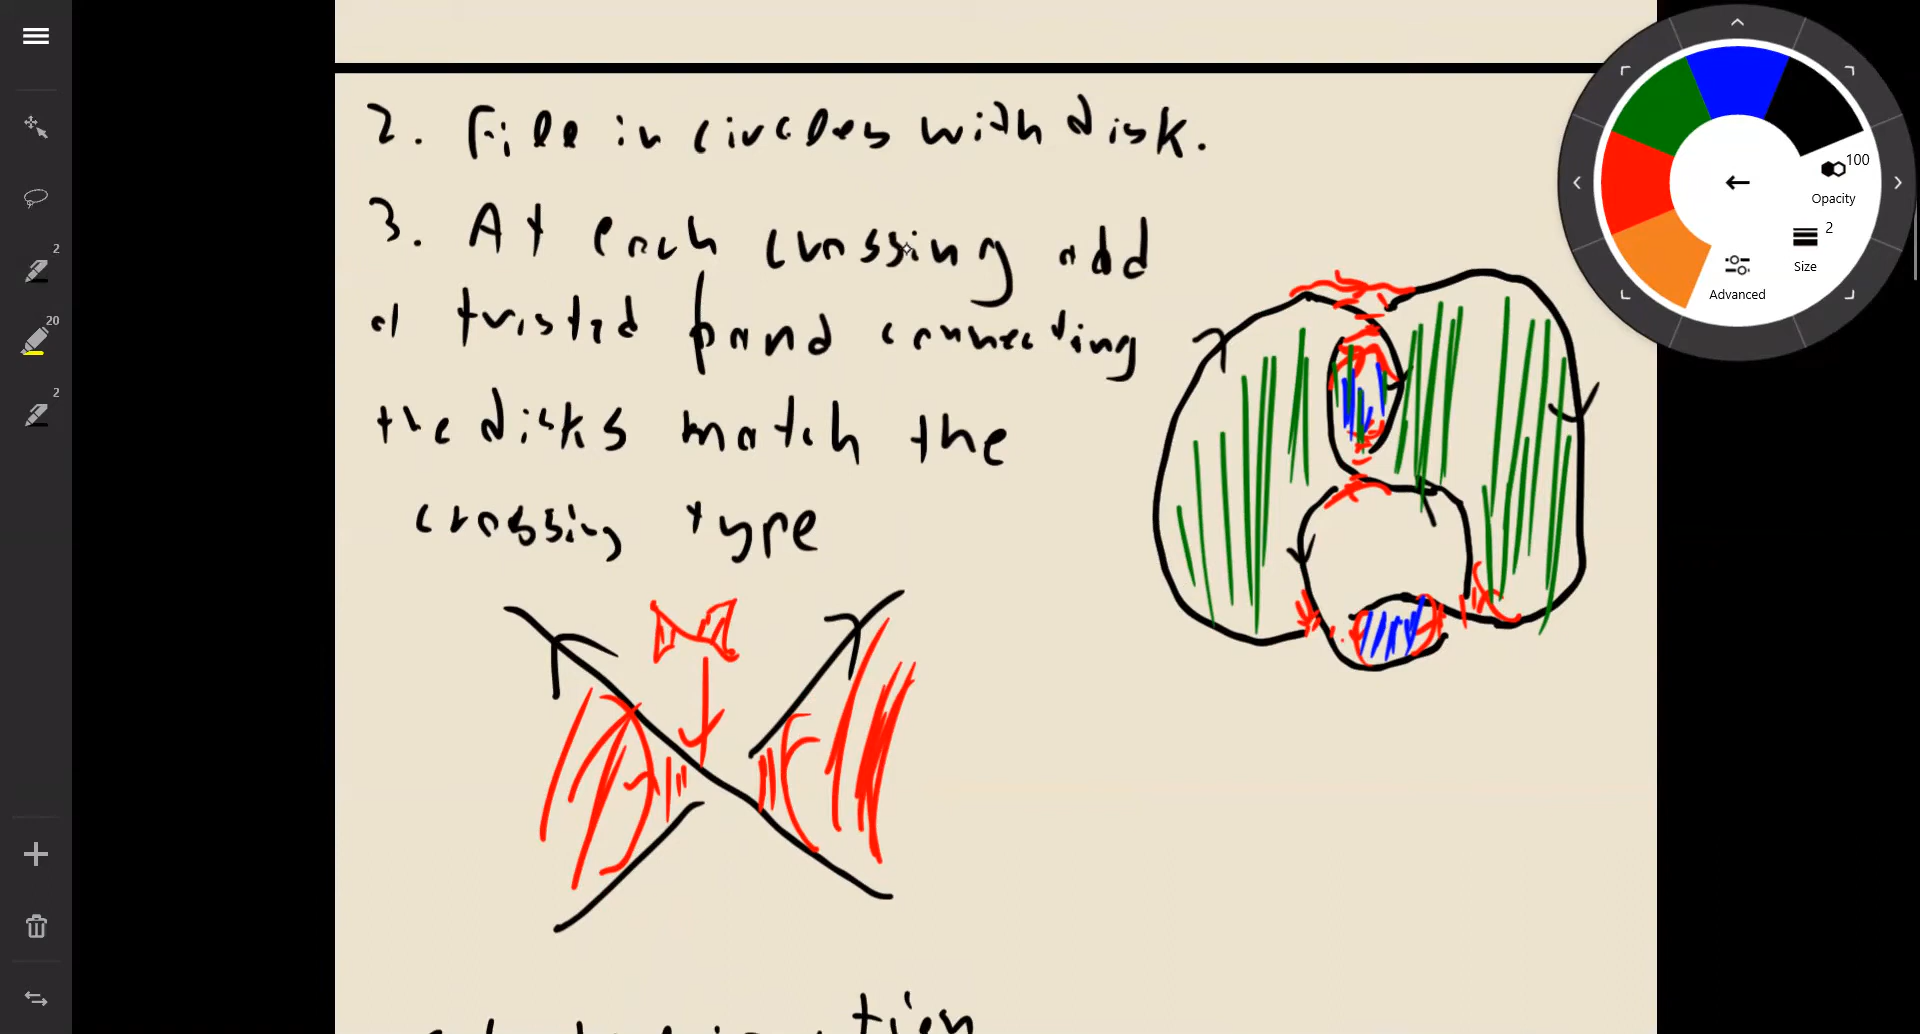 2. Fill in circles with disk.
3. At each crossing add
a twisted band connecting
the disks match the
crossing type
100
Opacity
2
Size
Advanced
2
20
2